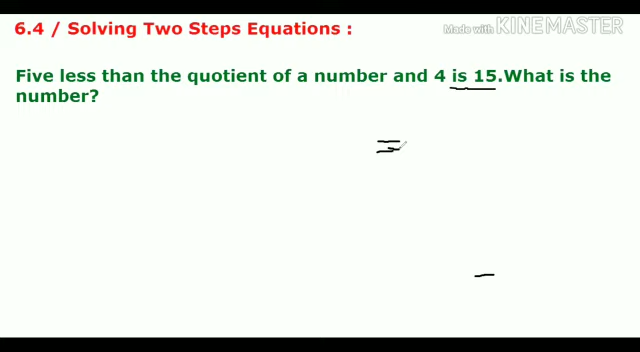 Made with KINEMASTER
6.4 / Solving Two Steps Equations :
Five less than the quotient of a number and 4 is 15.What is the
number?
=